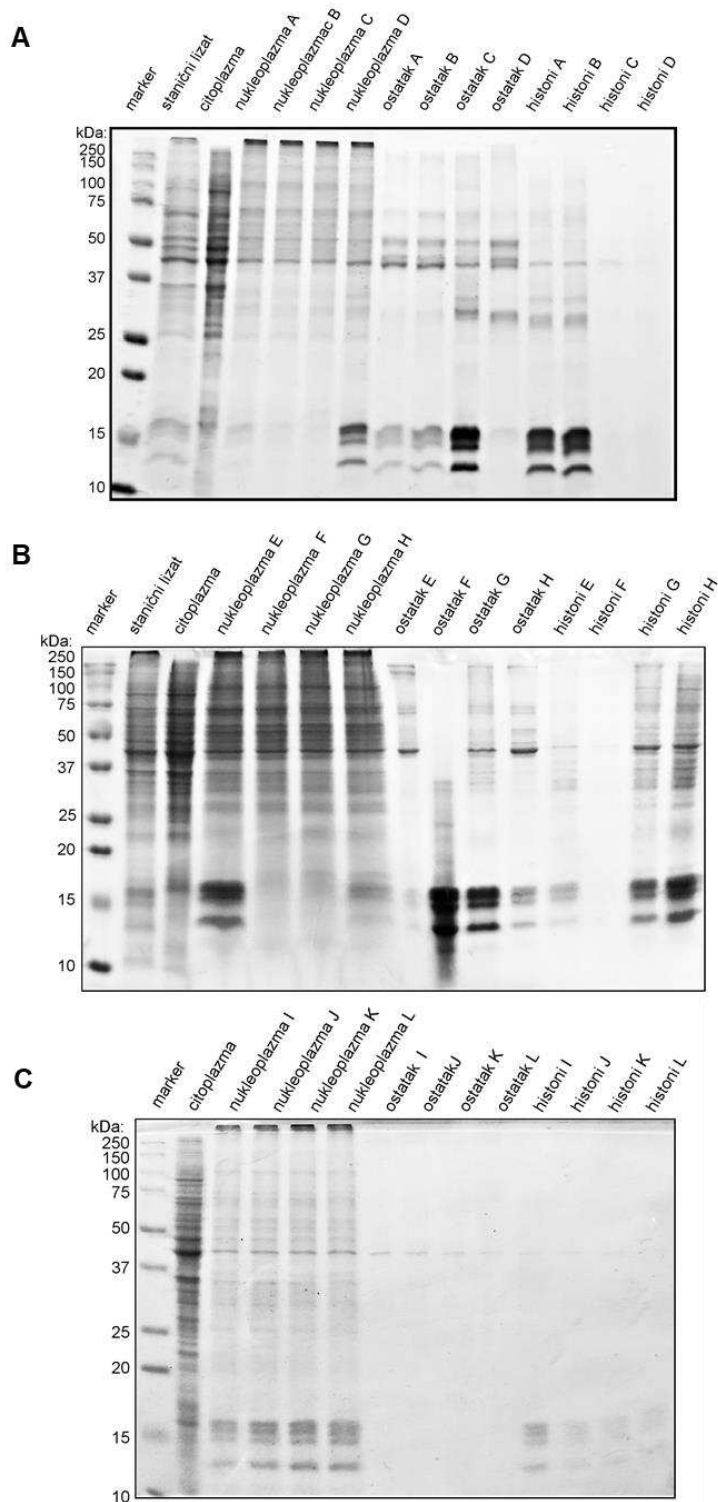 A
marker
stanični lizat
citoplazma
nukleoplazma A
nukleoplazmac B
nukleoplazma C
nukleoplazma D
ostatak A
ostatak B
ostatak C
ostatak D
histoni A
histoni B
histoni C
histoni D
kDa:
250
150
100
75
50
37
25
20
15
10
B
marker
stanični lizat
citoplazma
nukleoplazma E
nukleoplazma F
nukleoplazma G
nukleoplazma H
ostatak E
ostatak F
ostatak G
ostatak H
histoni E
histoni F
histoni G
histoni H
kDa:
250
150
100
75
50
37
25
20
15
10
C
marker
citoplazma
nukleoplazma I
nukleoplazma J
nukleoplazma K
nukleoplazma L
ostatak I
ostatakJ
ostatak K
ostatak L
histoni I
histoni J
histoni K
histoni L
kDa:
250
150
100
75
50
37
25
20
15
10